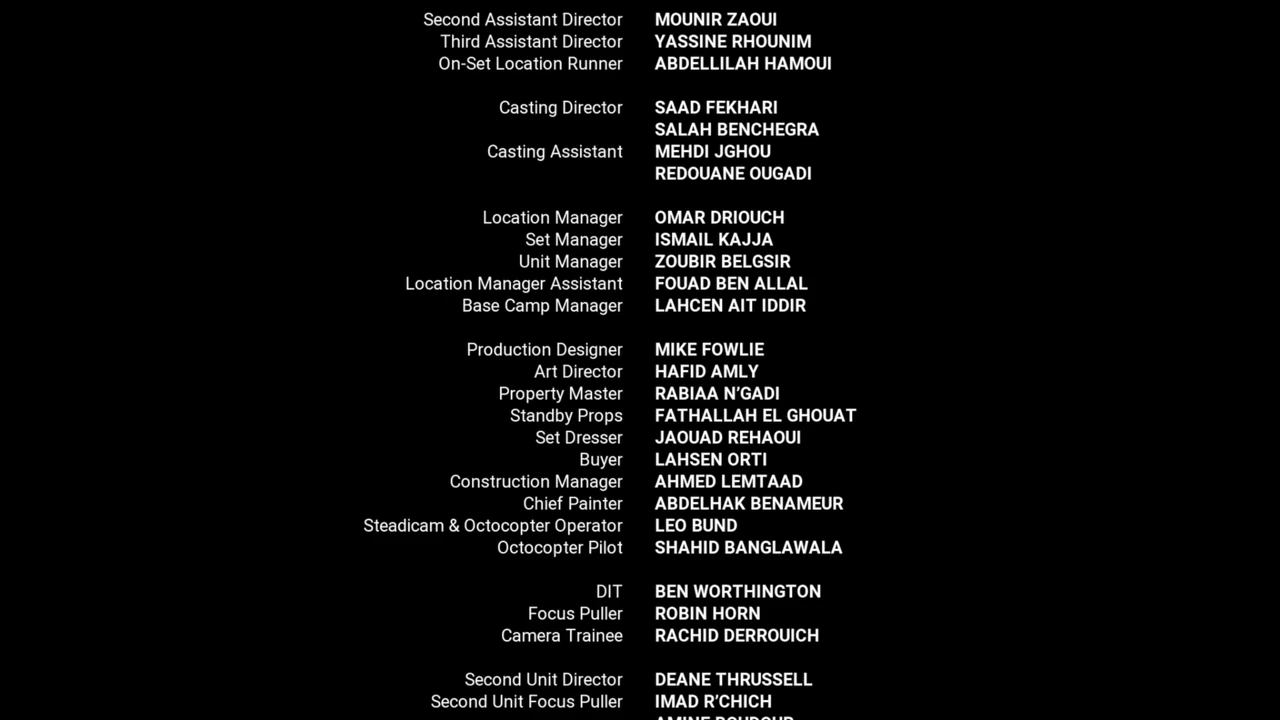 Second Assistant Director MOUNIR ZAOUI
Third Assistant Director YASSINE RHOUNIM
On-Set Location Runner ABDELLILAH HAMOUI
Casting Director SAAD FEKHARI
SALAH BENCHEGRA
Casting Assistant MEHDI JGHOU
REDOUANE OUGADI
Location Manager OMAR DRIOUCH
Set Manager ISMAIL KAJJA
Unit Manager ZOUBIR BELGSIR
Location Manager Assistant FOUAD BEN ALLAL
Base Camp Manager LAHCEN AIT IDDIR
Production Designer MIKE FOWLIE
Art Director HAFID AMLY
Property Master RABIAA N’GADI
Standby Props FATHALLAH EL GHOUAT
Set Dresser JAOUAD REHAOUI
Buyer LAHSEN ORTI
Construction Manager AHMED LEMTAAD
Chief Painter ABDELHAK BENAMEUR
Steadicam & Octocopter Operator LEO BUND
Octocopter Pilot SHAHID BANGLAWALA
DIT BEN WORTHINGTON
Focus Puller ROBIN HORN
Camera Trainee RACHID DERROUICH
Second Unit Director DEANE THRUSSELL
Second Unit Focus Puller IMAD R’CHICH
AMINE